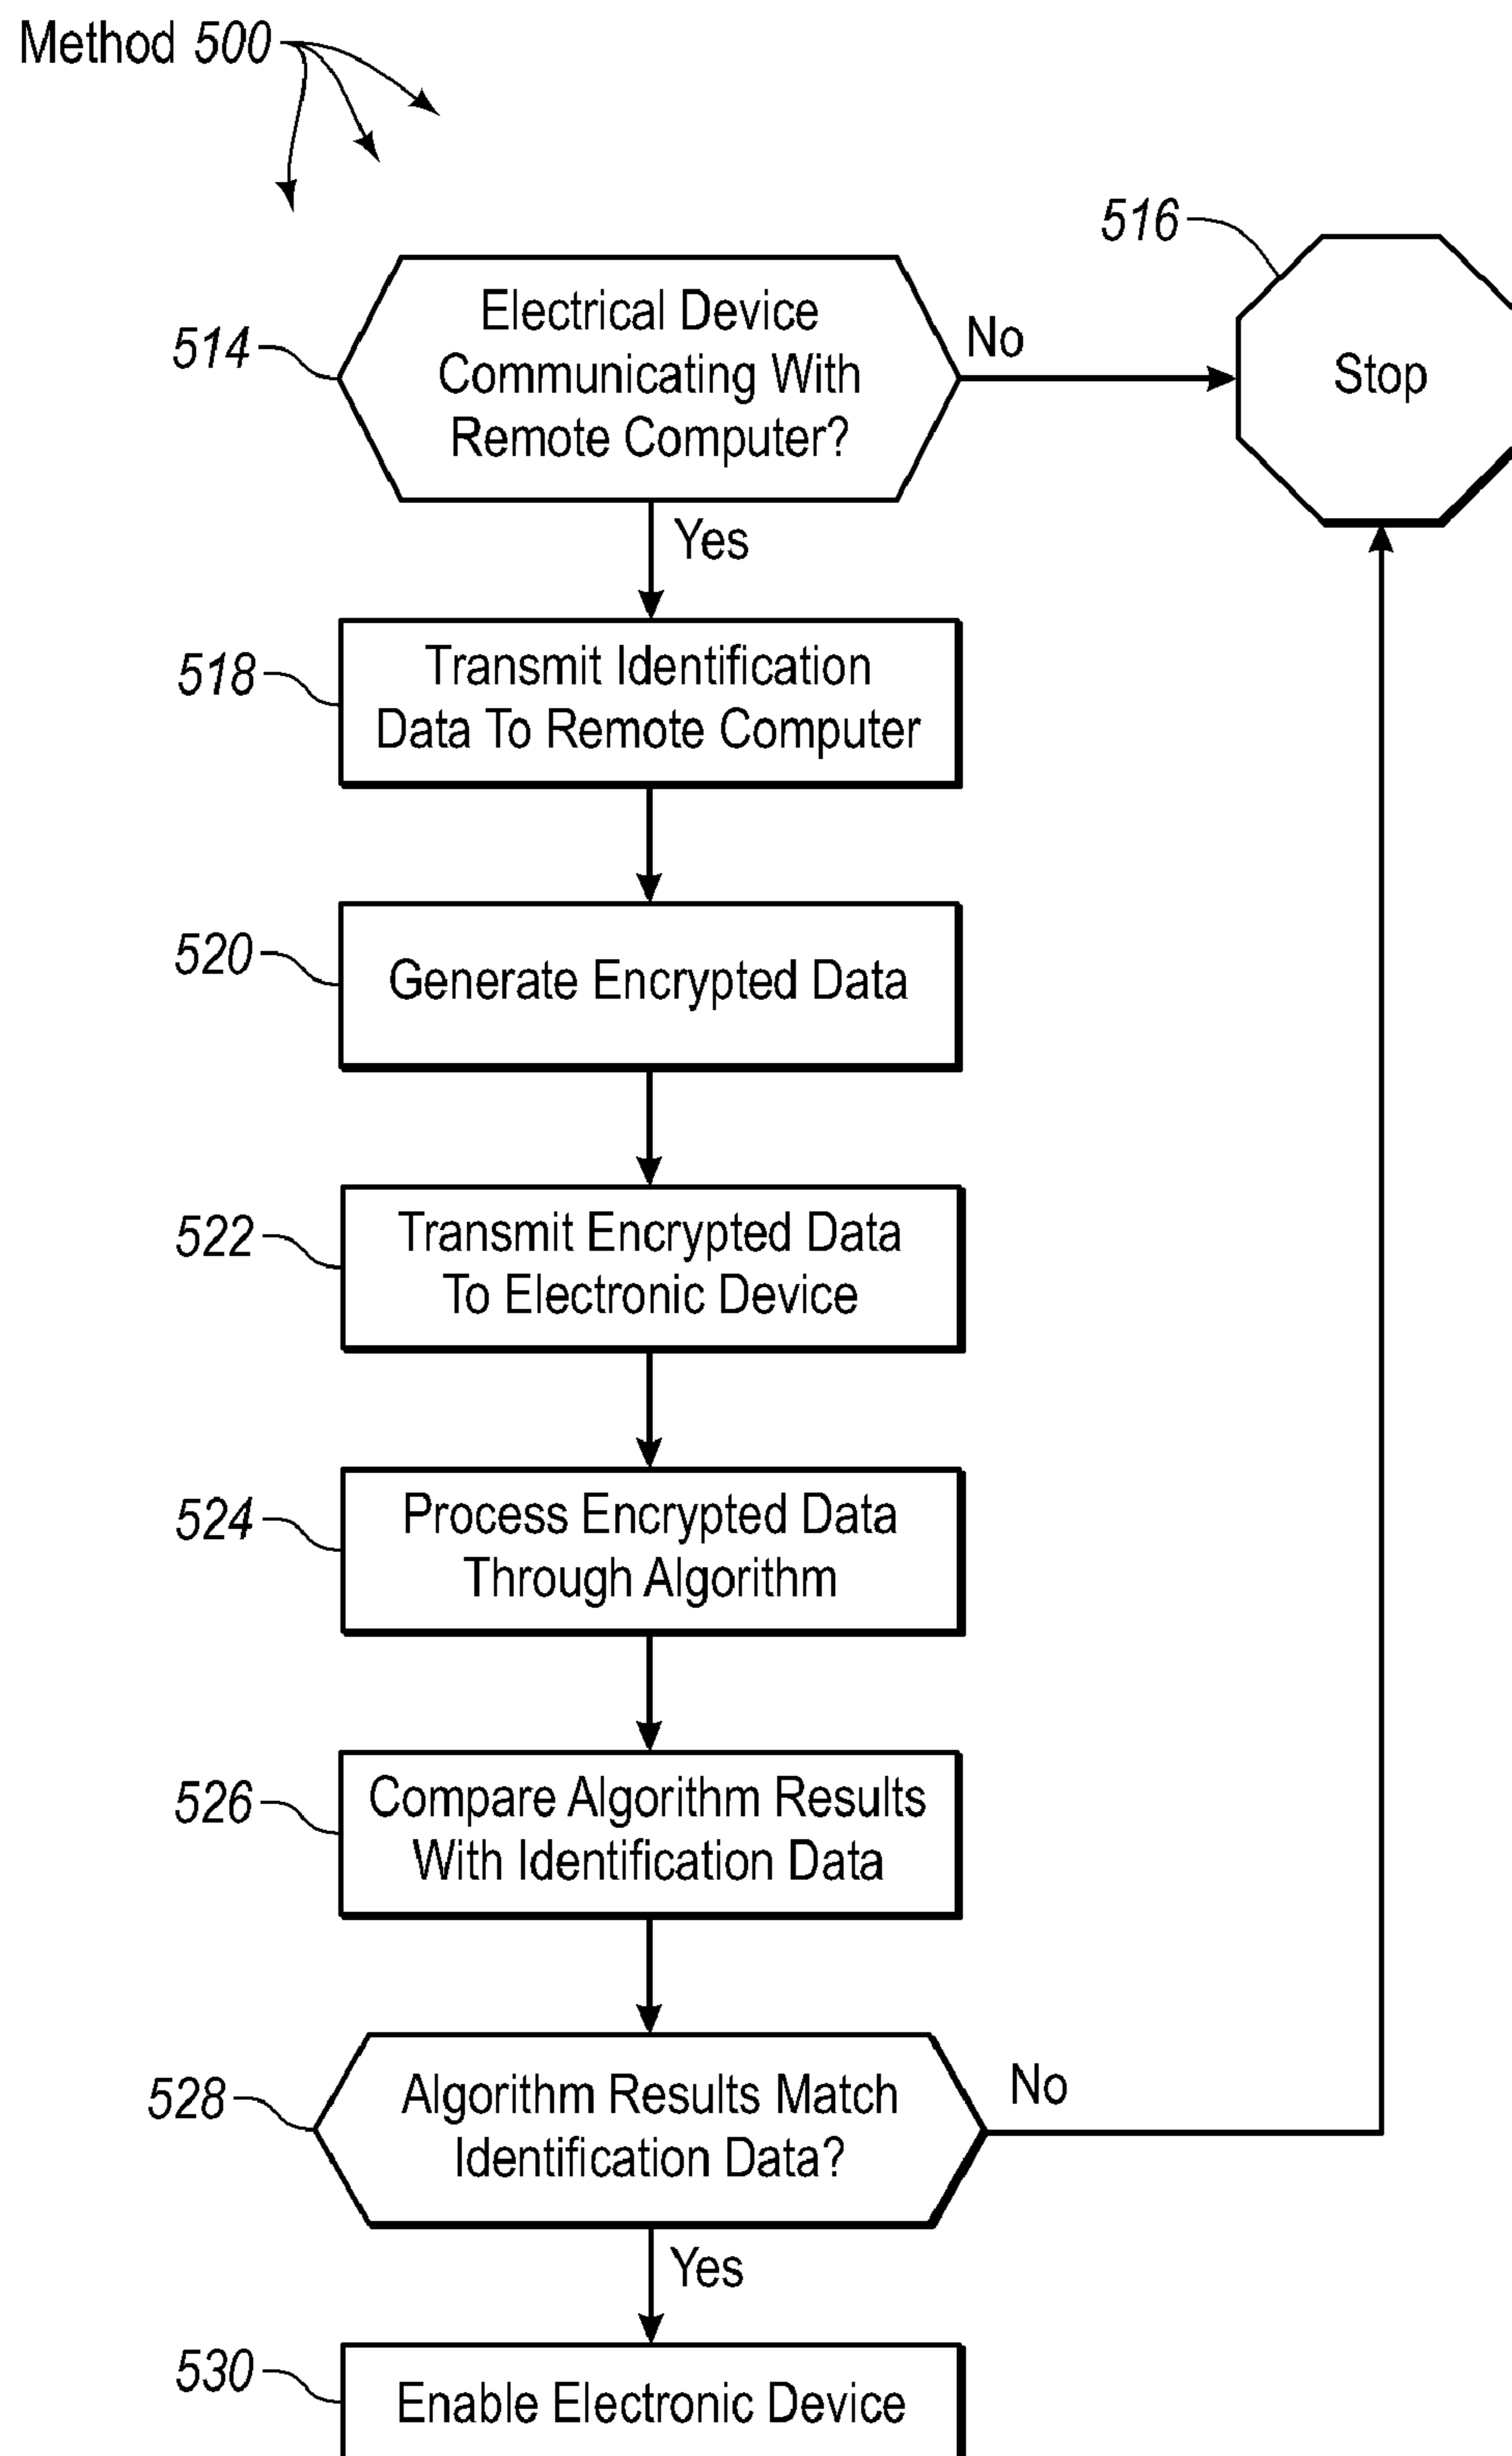 Method 500
516
514
Electrical Device
Communicating With
Remote Computer?
No
Stop
Yes
518
Transmit Identification
Data To Remote Computer
520
Generate Encrypted Data
522
Transmit Encrypted Data
To Electronic Device
524
Process Encrypted Data
Through Algorithm
526
Compare Algorithm Results
With Identification Data
528
Algorithm Results Match
Identification Data?
No
Yes
530
Enable Electronic Device